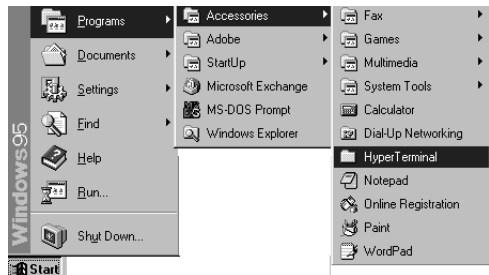 Programs
Documents
Settings
Find
Help
Run...
Shut Down...
Windows95
Start
Accessories
Adobe
StartUp
Microsoft Exchange
MS-DOS Prompt
Windows Explorer
Fax
Games
Multimedia
System Tools
Calculator
Dial-Up Networking
HyperTerminal
Notepad
Online Registration
Paint
WordPad